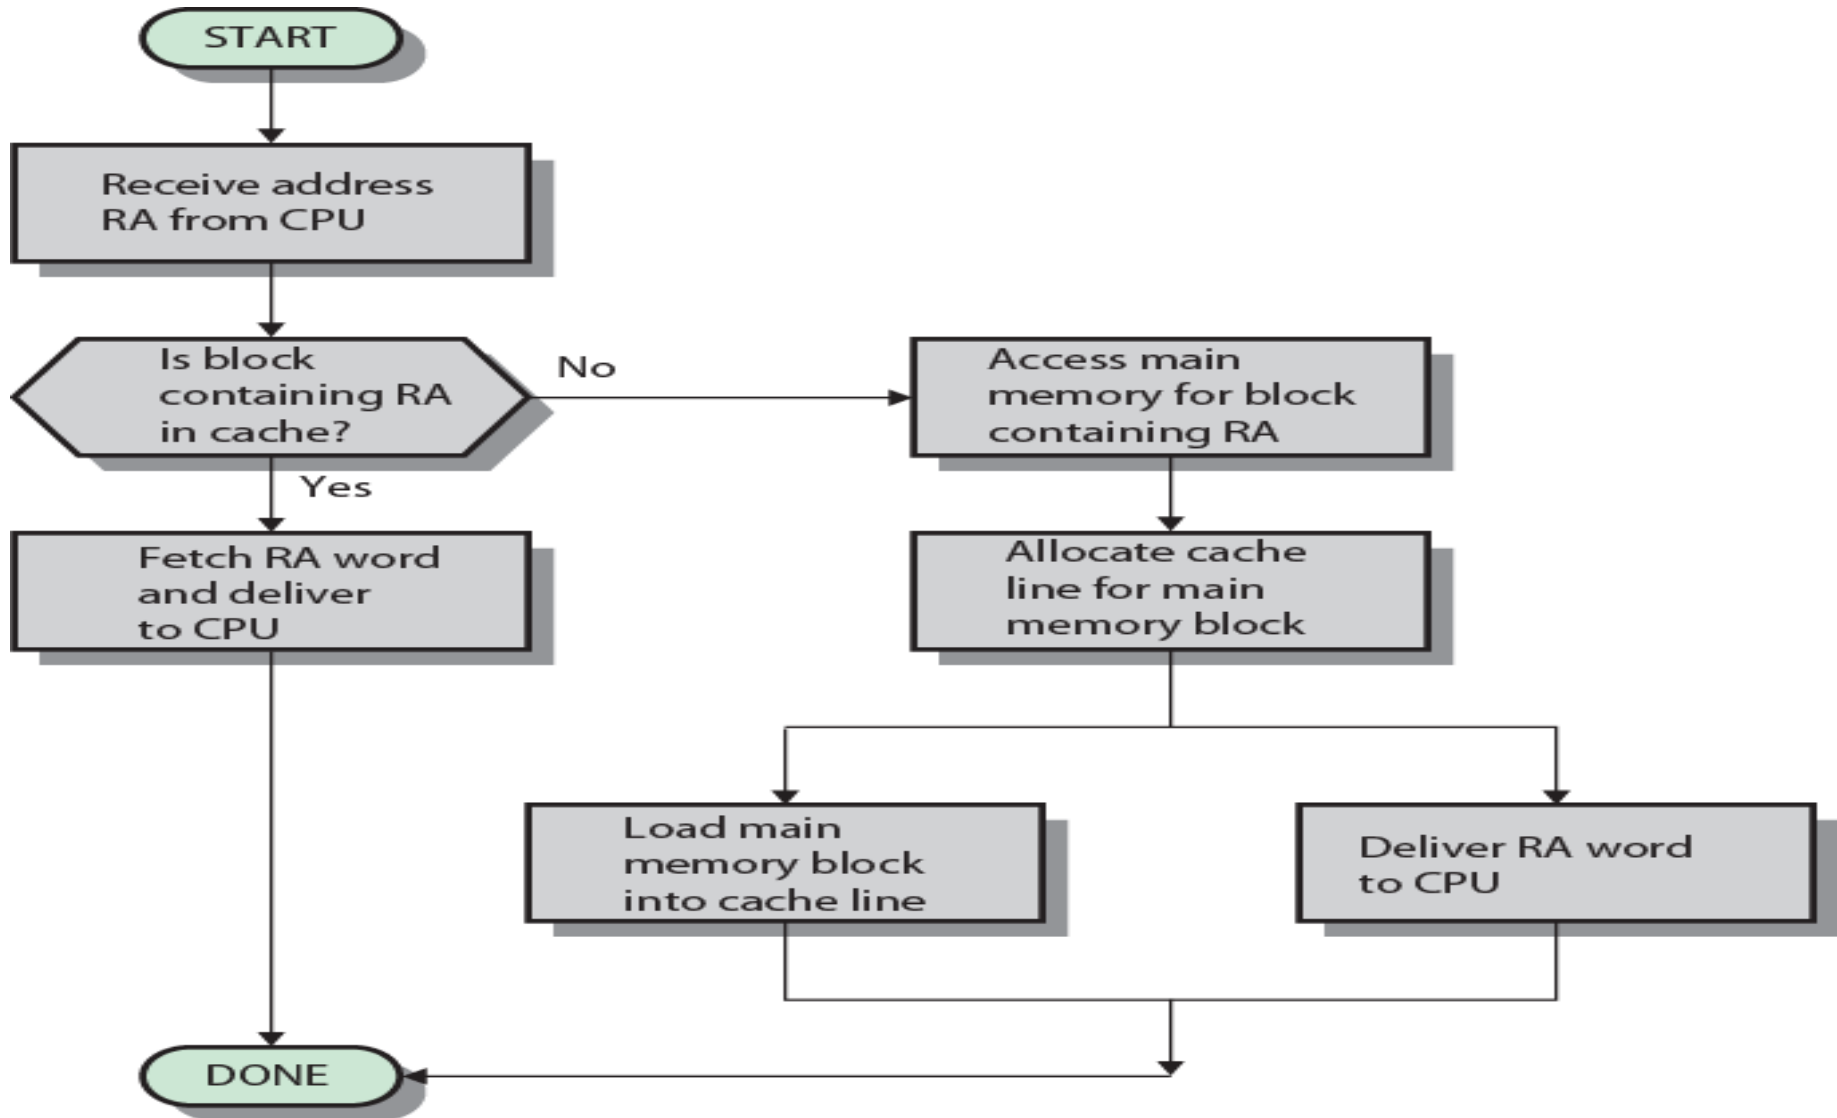 START
Receive address
RA from CPU
Is block
containing RA
in cache?
No
Access main
memory for block
containing RA
Yes
Fetch RA word
and deliver
to CPU
Allocate cache
line for main
memory block
Load main
memory block
into cache line
Deliver RA word
to CPU
DONE